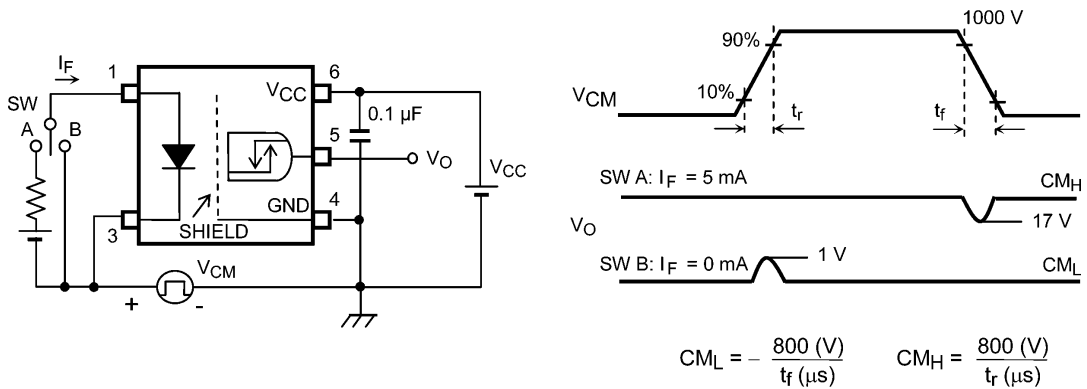 I_F
SW
A
B
1
3
6
V_CC
0.1 µF
5
V_O
4
GND
SHIELD
V_CC
V_CM
+
-
1000 V
90%
10%
V_CM
t_r
t_f
SW A: I_F = 5 mA
CM_H
17 V
V_O
SW B: I_F = 0 mA
1 V
CM_L
CM_L = - 800 (V) / t_f (µs)
CM_H = 800 (V) / t_r (µs)